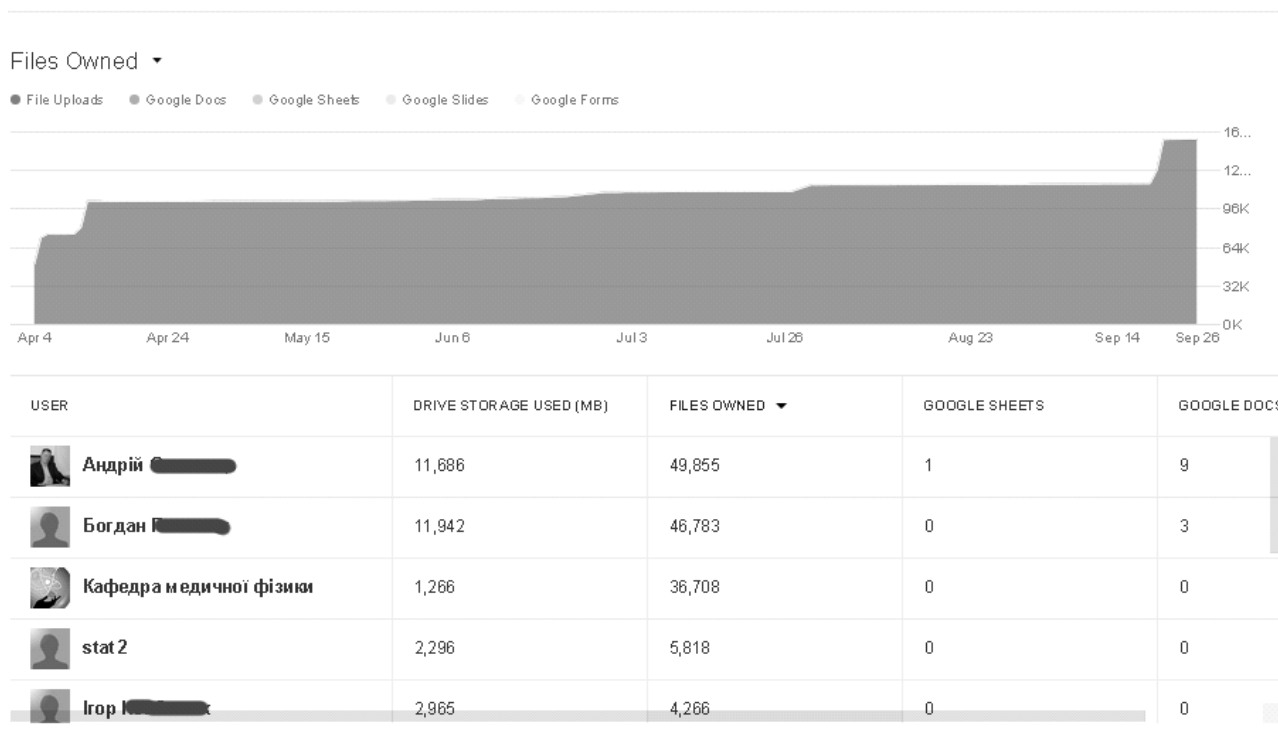 Files Owned
File Uploads Google Docs Google Sheets Google Slides Google Forms
16...
12...
96K
64K
32K
0K
Apr 4 Apr 24 May 15 Jun 6 Jul 3 Jul 26 Aug 23 Sep 14 Sep 26
USER DRIVE STORAGE USED (MB) FILES OWNED GOOGLE SHEETS GOOGLE DOCS
Андрій 11,686 49,855 1 9
Богдан 11,942 46,783 0 3
Кафедра медичної фізики 1,266 36,708 0 0
stat2 2,296 5,818 0 0
Ігор 2,965 4,266 0 0